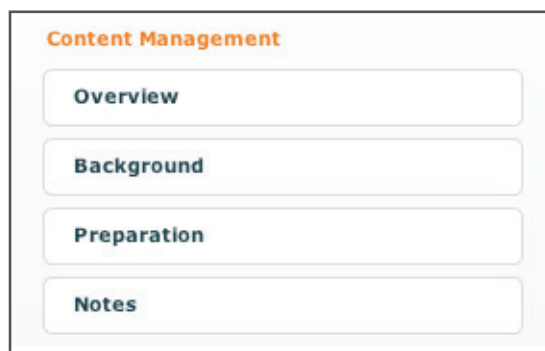 Content Management
Overview
Background
Preparation
Notes